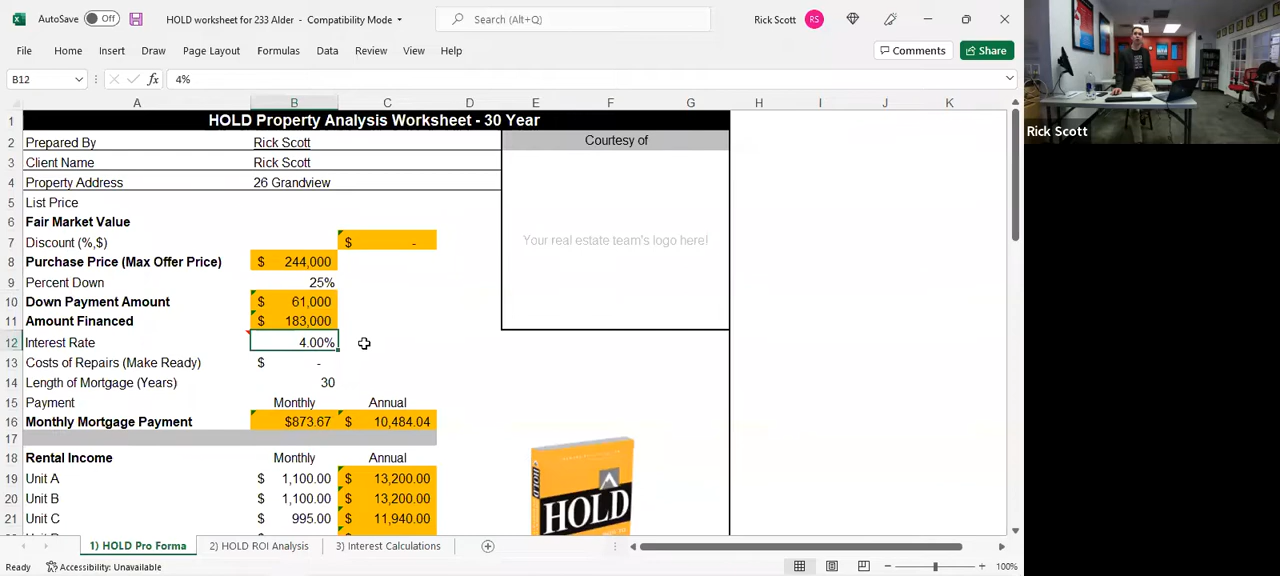 AutoSave Off HOLD worksheet for 233 Alder - Compatibility Mode Search (Alt+Q) Rick Scott RS
File Home Insert Draw Page Layout Formulas Data Review View Help Comments Share
B12 fx 4%
A B C D E F G H I J K
1 HOLD Property Analysis Worksheet - 30 Year
2 Prepared By Rick Scott Courtesy of
3 Client Name Rick Scott
4 Property Address 26 Grandview
5 List Price
6 Fair Market Value
7 Discount (%,$) $ - Your real estate team's logo here!
8 Purchase Price (Max Offer Price) $ 244,000
9 Percent Down 25%
10 Down Payment Amount $ 61,000
11 Amount Financed $ 183,000
12 Interest Rate 4.00%
13 Costs of Repairs (Make Ready) $ -
14 Length of Mortgage (Years) 30
15 Payment Monthly Annual
16 Monthly Mortgage Payment $873.67 $ 10,484.04
17
18 Rental Income Monthly Annual
19 Unit A $ 1,100.00 $ 13,200.00
20 Unit B $ 1,100.00 $ 13,200.00
21 Unit C $ 995.00 $ 11,940.00
HOLD
HOLD
1) HOLD Pro Forma 2) HOLD ROI Analysis 3) Interest Calculations
Ready Accessibility: Unavailable 100%
Rick Scott